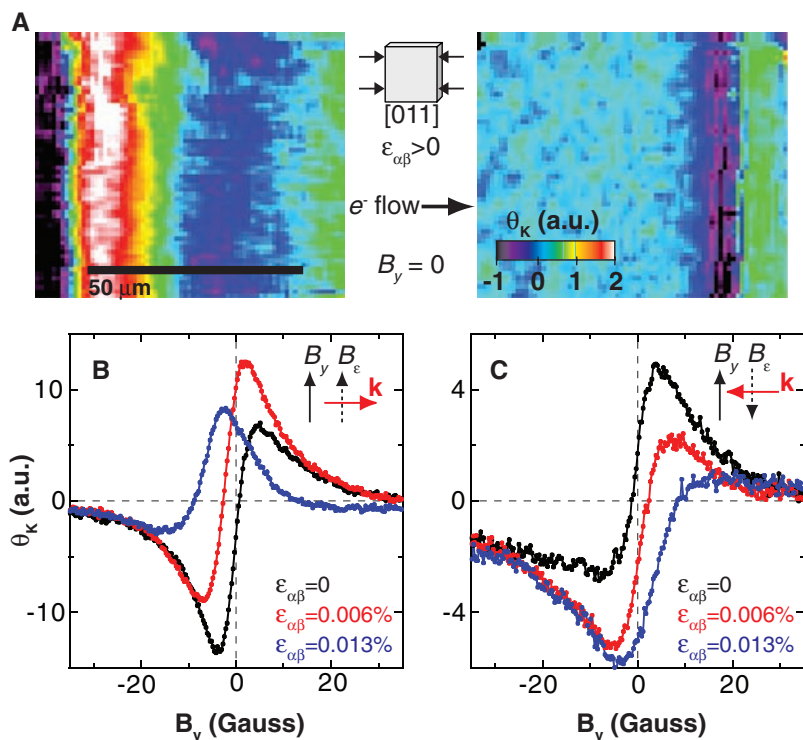 A
[011]
ε_αβ>0
e⁻ flow
B_y = 0
50 μm
θ_K (a.u.)
-1 0 1 2
B
B_y B_ε
k
10
0
-10
θ_K (a.u.)
ε_αβ=0
ε_αβ=0.006%
ε_αβ=0.013%
-20 0 20
B_y (Gauss)
C
B_y B_ε
k
4
0
-4
ε_αβ=0
ε_αβ=0.006%
ε_αβ=0.013%
-20 0 20
B_y (Gauss)